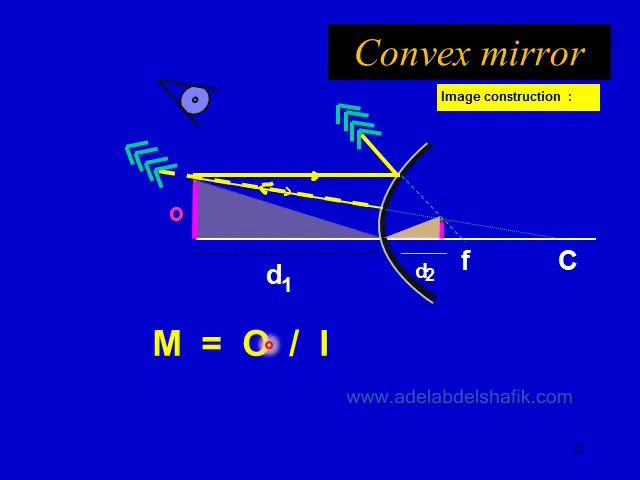 Convex mirror
Image construction :
O
f
C
d1
d2
M = O / I
www.adelabdelshafik.com